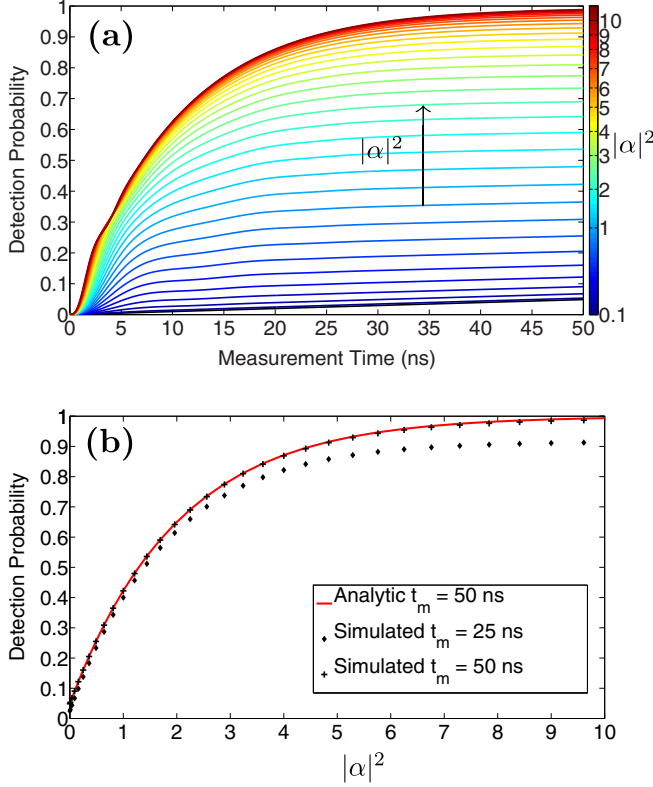 (a)
Detection Probability
1
0.9
0.8
0.7
0.6
0.5
0.4
0.3
0.2
0.1
0
0 5 10 15 20 25 30 35 40 45 50
Measurement Time (ns)
|α|²
10
9
8
7
6
5
4
3
2
1
0.1
|α|²
(b)
Detection Probability
1
0.9
0.8
0.7
0.6
0.5
0.4
0.3
0.2
0.1
0
0 1 2 3 4 5 6 7 8 9 10
|α|²
Analytic t_m = 50 ns
Simulated t_m = 25 ns
Simulated t_m = 50 ns